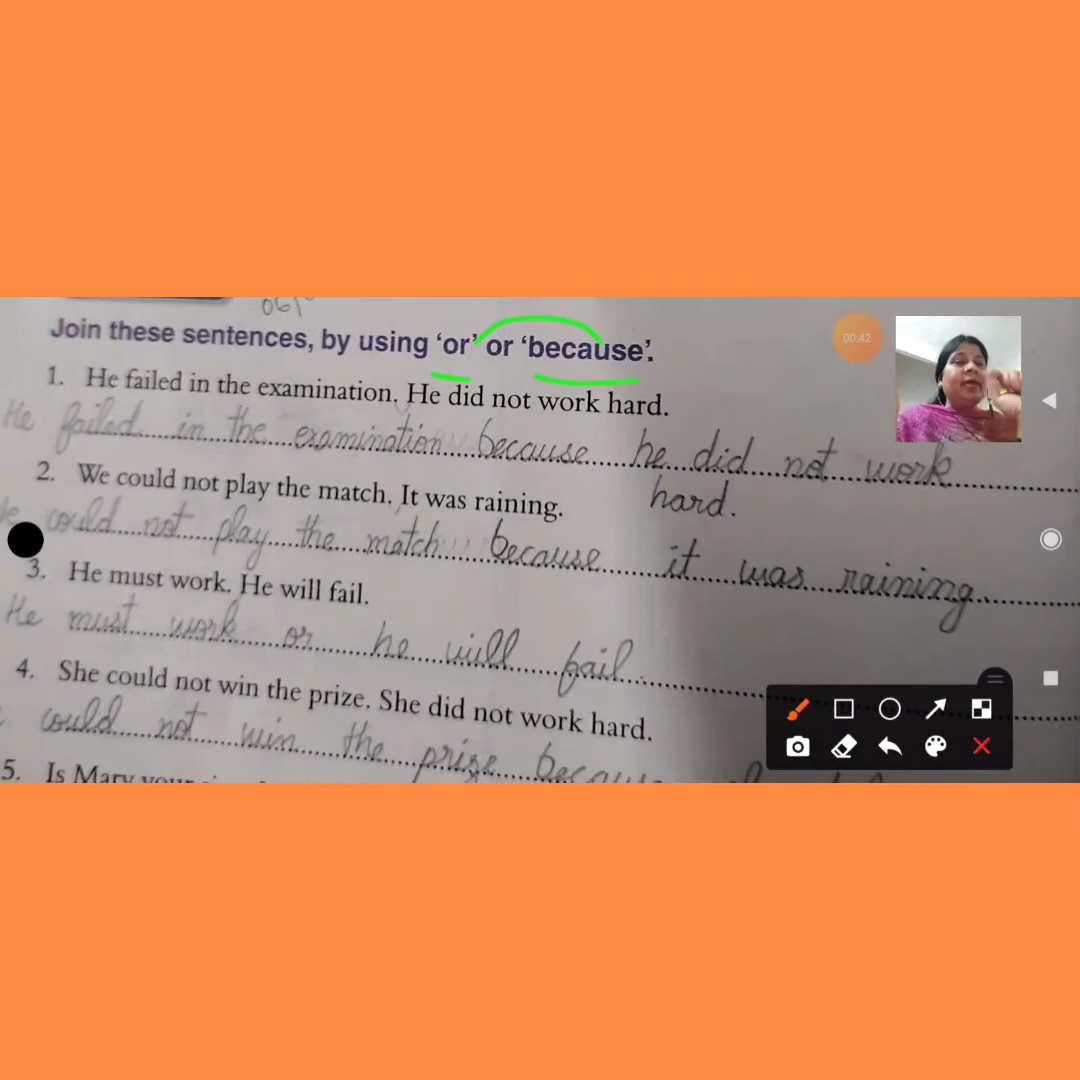 Join these sentences, by using 'or' or 'because'.
00:42
1. He failed in the examination. He did not work hard.
He failed in the examination because he did not work
hard.
2. We could not play the match. It was raining.
could not play the match because it was raining
3. He must work. He will fail.
He must work or he will fail.
4. She could not win the prize. She did not work hard.
could not win the prize
5. Is Mary